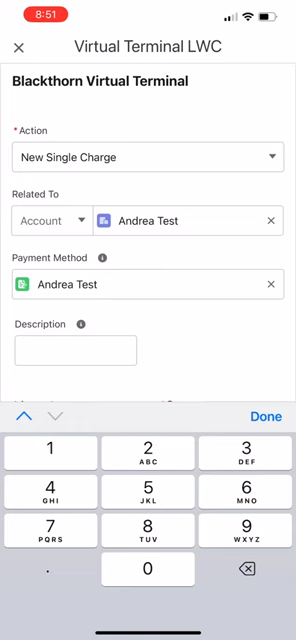 8:51
Virtual Terminal LWC
Blackthorn Virtual Terminal
* Action
New Single Charge
Related To
Account Andrea Test
Payment Method
Andrea Test
Description
Done
1 2 3
ABC DEF
4 5 6
GHI JKL MNO
7 8 9
PQRS TUV WXYZ
. 0